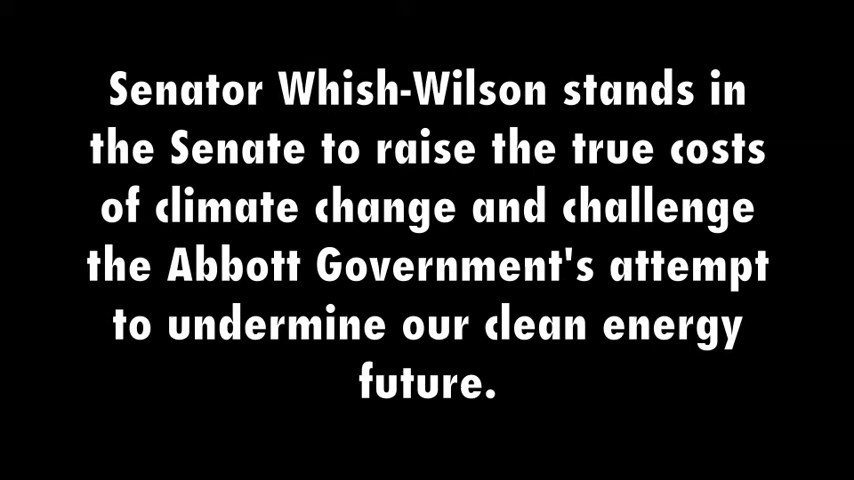 Senator Whish-Wilson stands in
the Senate to raise the true costs
of climate change and challenge
the Abbott Government's attempt
to undermine our clean energy
future.